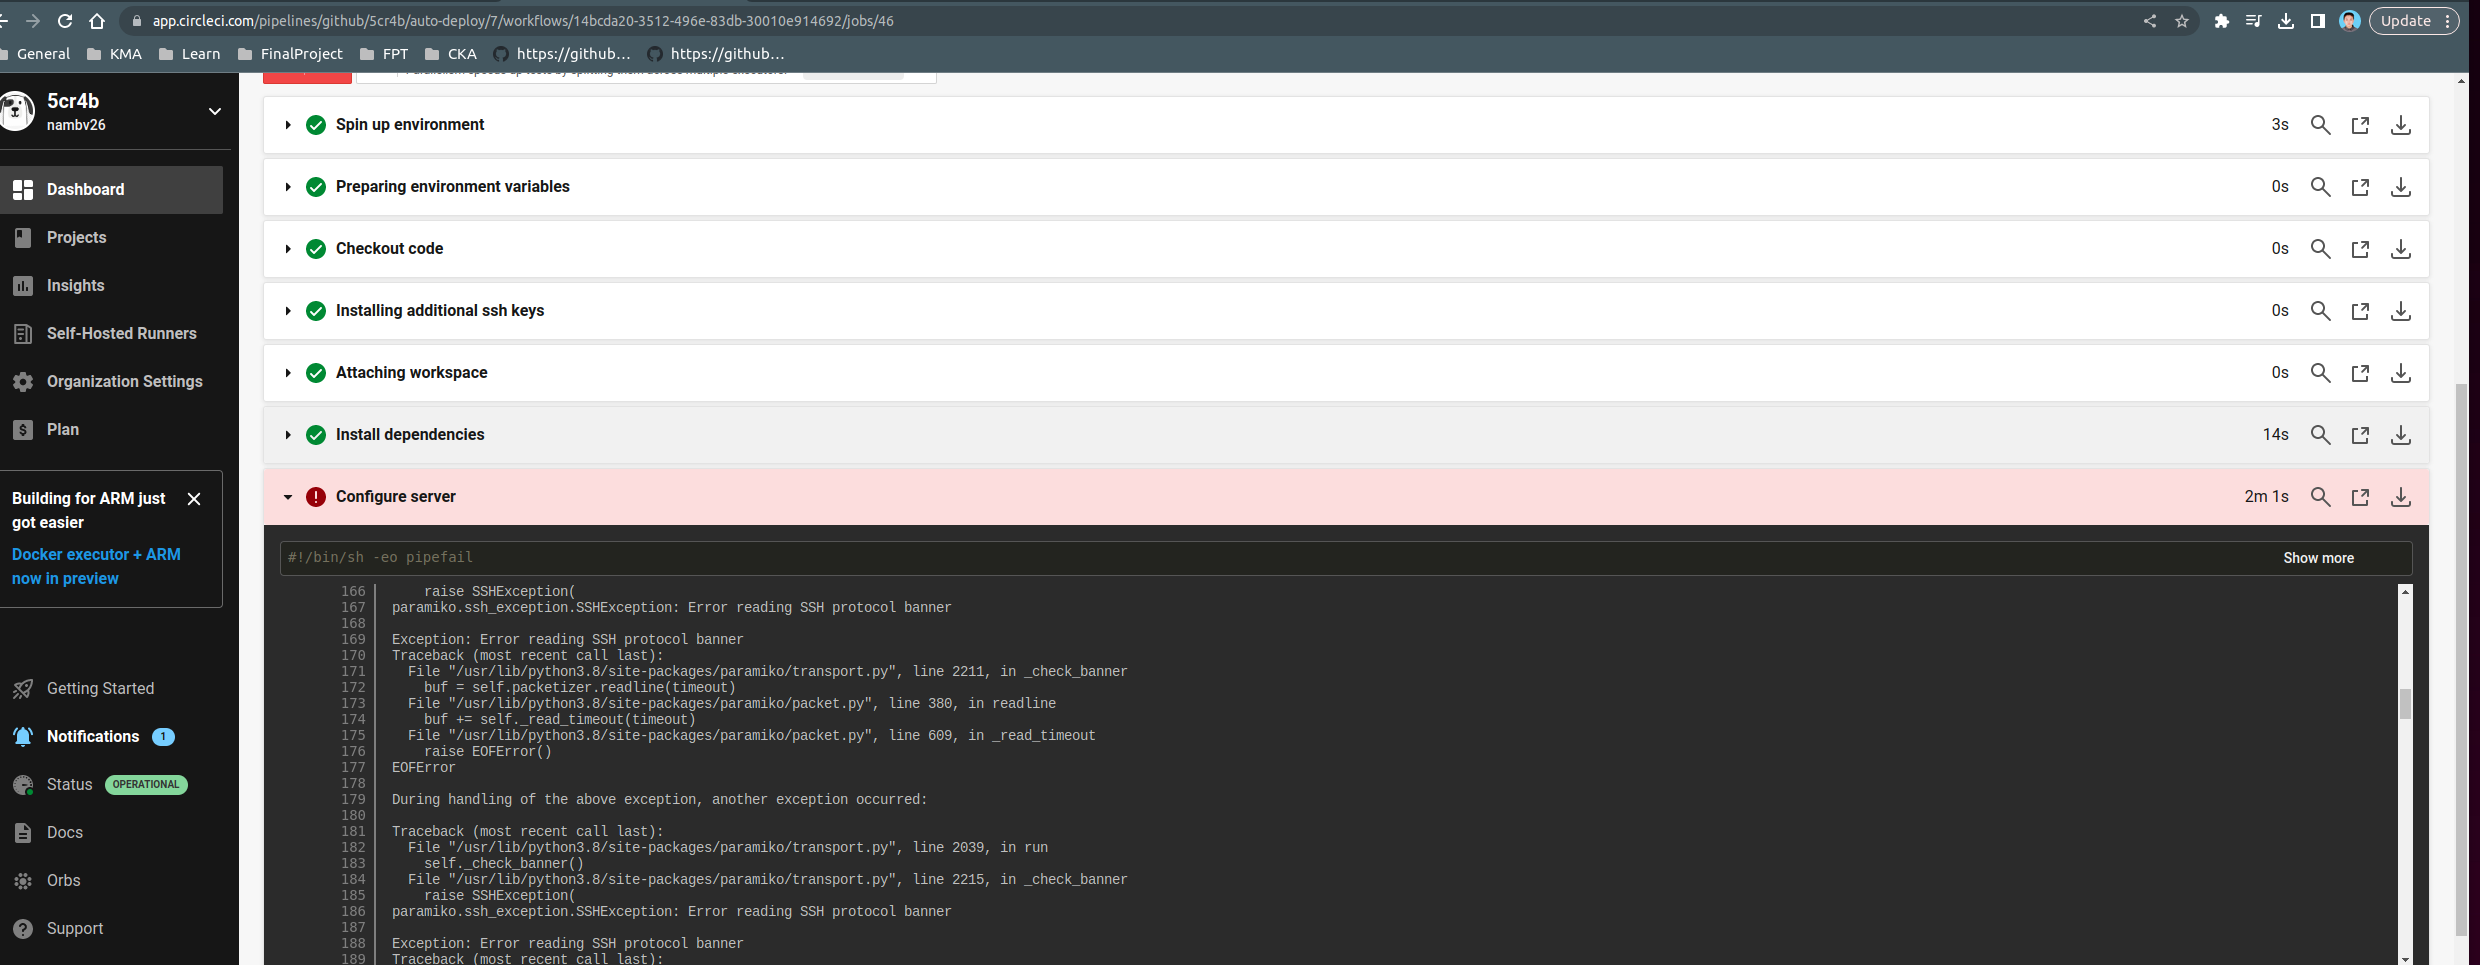 app.circleci.com/pipelines/github/5cr4b/auto-deploy/7/workflows/14bcda20-3512-496e-83db-30010e914692/jobs/46
Update
General KMA Learn FinalProject FPT CKA https://github... https://github...
5cr4b
nambv26
Dashboard
Projects
Insights
Self-Hosted Runners
Organization Settings
Plan
Building for ARM just
got easier
Docker executor + ARM
now in preview
Getting Started
Notifications 1
Status OPERATIONAL
Docs
Orbs
Support
Spin up environment 3s
Preparing environment variables 0s
Checkout code 0s
Installing additional ssh keys 0s
Attaching workspace 0s
Install dependencies 14s
Configure server 2m 1s
#!/bin/sh -eo pipefail Show more
166 raise SSHException(
167 paramiko.ssh_exception.SSHException: Error reading SSH protocol banner
168
169 Exception: Error reading SSH protocol banner
170 Traceback (most recent call last):
171 File "/usr/lib/python3.8/site-packages/paramiko/transport.py", line 2211, in _check_banner
172 buf = self.packetizer.readline(timeout)
173 File "/usr/lib/python3.8/site-packages/paramiko/packet.py", line 380, in readline
174 buf += self._read_timeout(timeout)
175 File "/usr/lib/python3.8/site-packages/paramiko/packet.py", line 609, in _read_timeout
176 raise EOFError()
177 EOFError
178
179 During handling of the above exception, another exception occurred:
180
181 Traceback (most recent call last):
182 File "/usr/lib/python3.8/site-packages/paramiko/transport.py", line 2039, in run
183 self._check_banner()
184 File "/usr/lib/python3.8/site-packages/paramiko/transport.py", line 2215, in _check_banner
185 raise SSHException(
186 paramiko.ssh_exception.SSHException: Error reading SSH protocol banner
187
188 Exception: Error reading SSH protocol banner
189 Traceback (most recent call last):